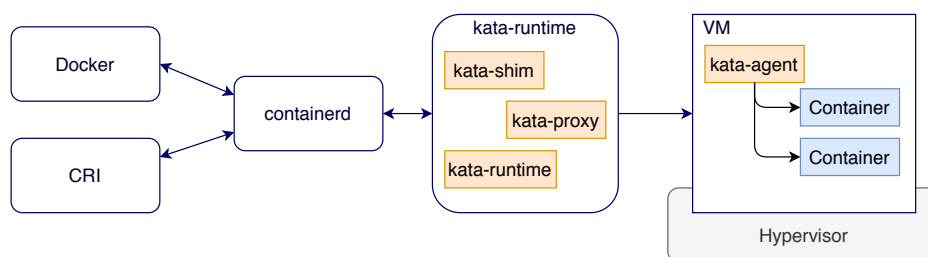 Docker
CRI
containerd
kata-runtime
kata-shim
kata-proxy
kata-runtime
VM
kata-agent
Container
Container
Hypervisor